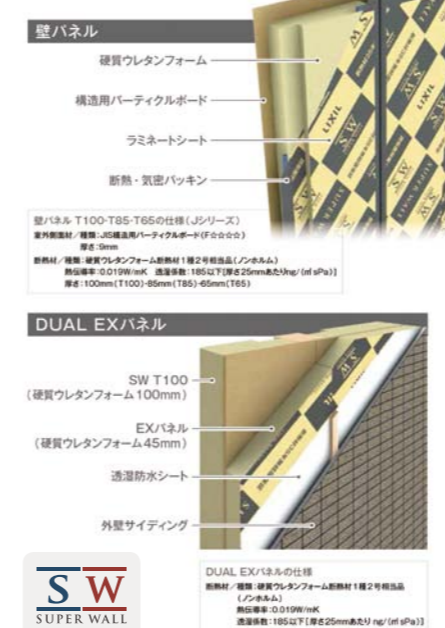 壁パネル
硬質ウレタンフォーム
構造用パーティクルボード
ラミネートシート
断熱・気密パッキン
LIXIL
SW
壁パネル T100・T85・T65の仕様（Jシリーズ）
室外側面材／種類：JIS構造用パーティクルボード（F☆☆☆☆）
厚さ：9mm
断熱材／種類：硬質ウレタンフォーム断熱材1種2号相当品（ノンホルム）
熱伝導率：0.019W/mK 透湿係数：185以下［厚さ25mmあたりng/（㎡sPa）］
厚さ：100mm（T100）・85mm（T85）・65mm（T65）
DUAL EXパネル
SW T100
（硬質ウレタンフォーム100mm）
EXパネル
（硬質ウレタンフォーム45mm）
透湿防水シート
外壁サイディング
SW
SUPER WALL
DUAL EXパネルの仕様
断熱材／種類：硬質ウレタンフォーム断熱材1種2号相当品
（ノンホルム）
熱伝導率：0.019W/mK
透湿係数：185以下［厚さ25mmあたり ng/（㎡sPa）］